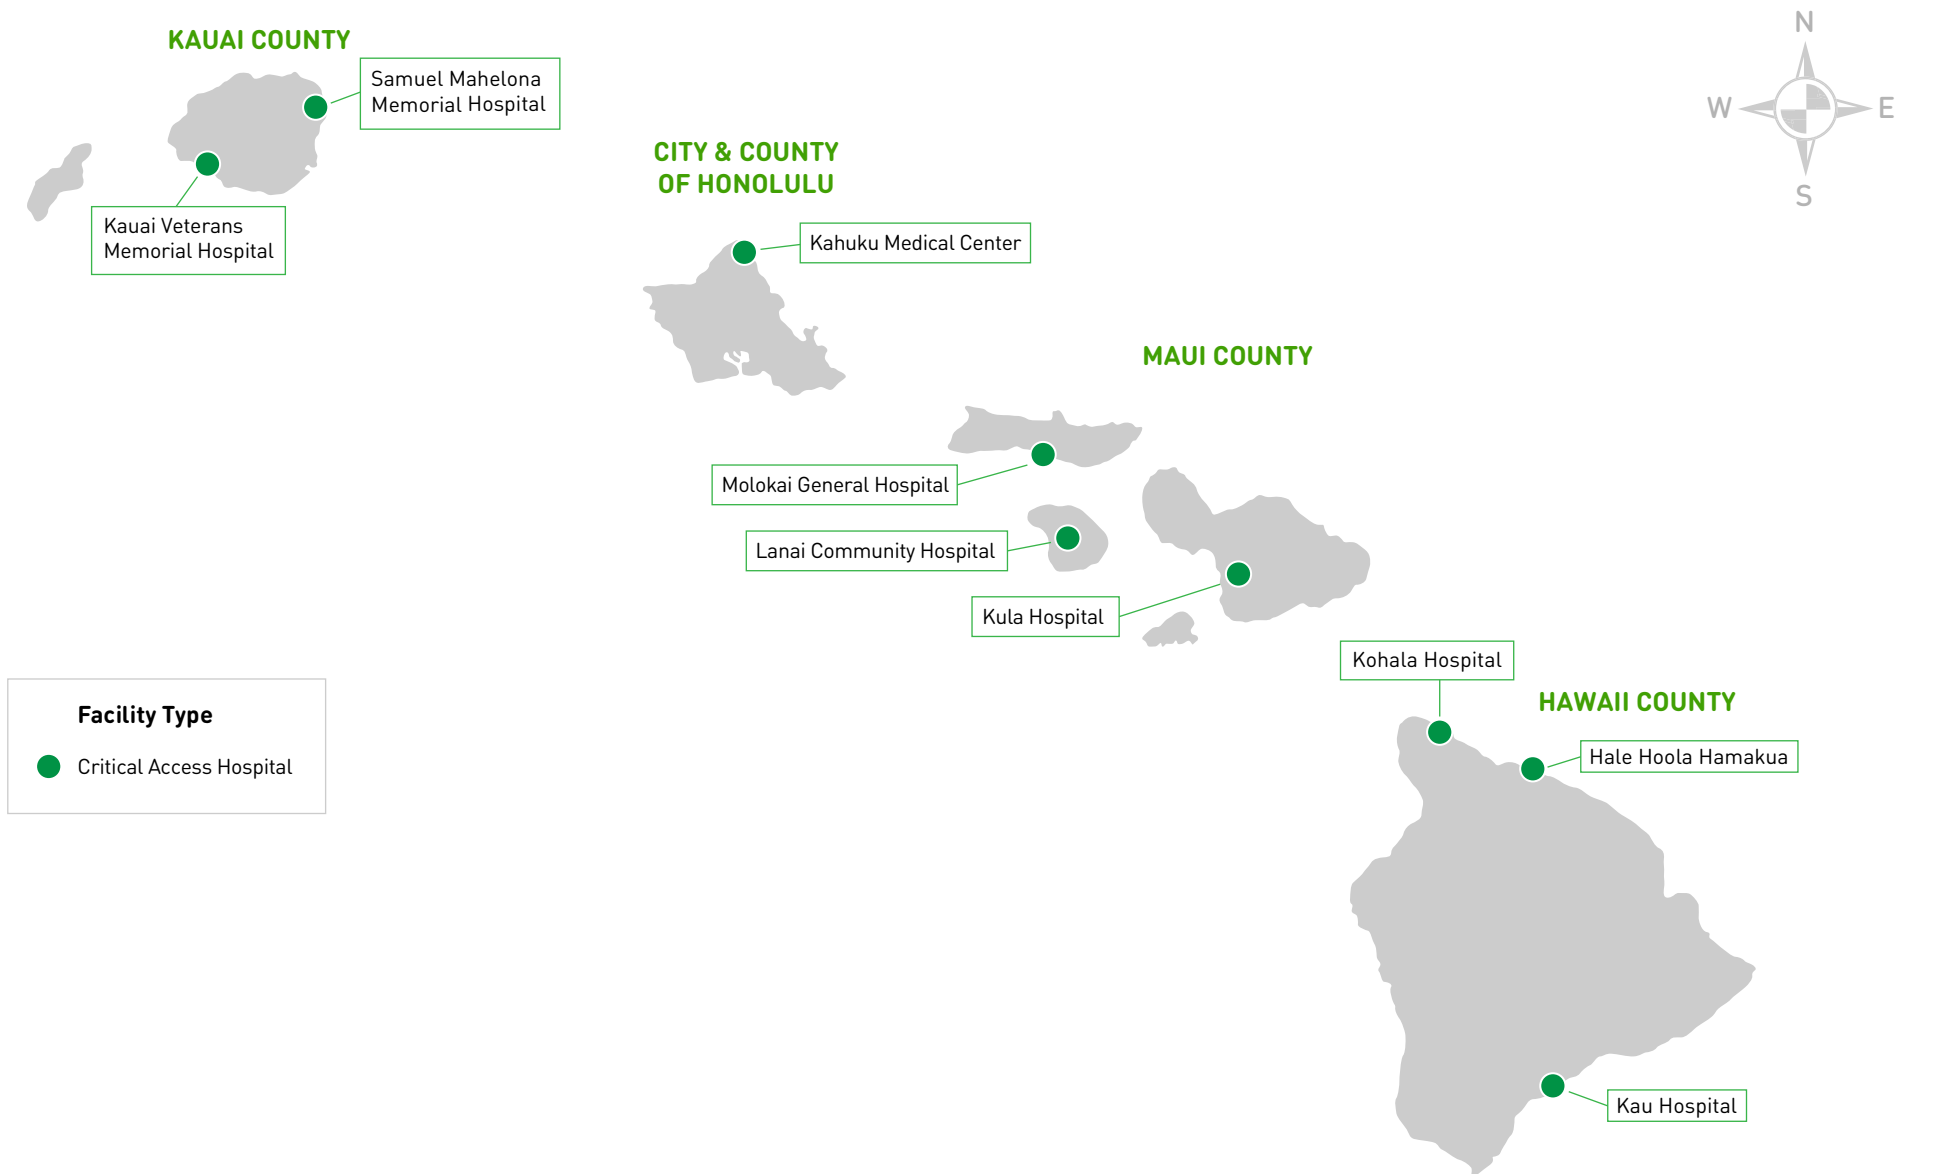 KAUAI COUNTY
Samuel Mahelona
Memorial Hospital
Kauai Veterans
Memorial Hospital
CITY & COUNTY
OF HONOLULU
Kahuku Medical Center
N
W
E
S
MAUI COUNTY
Molokai General Hospital
Lanai Community Hospital
Kula Hospital
Kohala Hospital
HAWAII COUNTY
Hale Hoola Hamakua
Kau Hospital
Facility Type
Critical Access Hospital